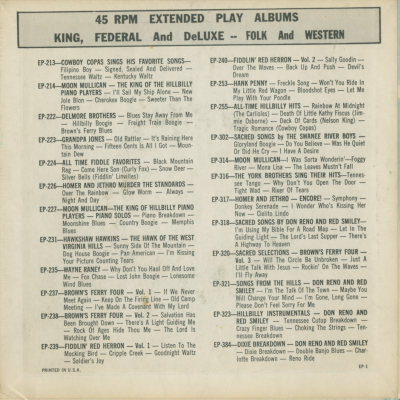 45 RPM EXTENDED PLAY ALBUMS
KING, FEDERAL And DeLUXE — FOLK And WESTERN
EP-213—COWBOY COPAS SINGS HIS FAVORITE SONGS—
Filipino Boy — Signed, Sealed And Delivered —
Tennessee Waltz — Kentucky Waltz
EP-214—MOON MULLICAN — THE KING OF THE HILLBILLY
PIANO PLAYERS — I'll Sail My Ship Alone — New
Jole Blon — Cherokee Boogie — Sweeter Than The
Flowers
EP-222—DELMORE BROTHERS — Blues Stay Away From Me
— Hillbilly Boogie — Freight Train Boogie —
Brown's Ferry Blues
EP-223—GRANDPA JONES — Old Rattler — It's Raining Here
This Morning — Fifteen Cents Is All I Got — Moun-
tain Dew
EP-224—ALL TIME FIDDLE FAVORITES — Black Mountain
Rag — Come Here Son (Curly Fox) — Snow Deer —
Silver Bells (Fiddlin' Linvilles)
EP-226—HOMER AND JETHRO MURDER THE STANDARDS —
Over The Rainbow — Glow Worm — Always —
Night And Day
EP-227—MOON MULLICAN—THE KING OF HILLBILLY PIANO
PLAYERS — PIANO SOLOS — Piano Breakdown —
Moonshine Blues — Country Boogie — Memphis
Blues
EP-231—HAWKSHAW HAWKINS — THE HAWK OF THE WEST
VIRGINIA HILLS — Sunny Side Of The Mountain —
Dog House Boogie — Pan American — I'm Kissing
Your Picture Counting Tears
EP-235—WAYNE RANEY — Why Don't You Haul Off And Love
Me — Fox Chase — Lost John Boogie — Lonesome
Wind Blues
EP-237—BROWN'S FERRY FOUR — Vol. 1 — If We Never
Meet Again — Keep On The Firing Line — Old Camp
Meeting — I've Made A Covenant With My Lord
EP-238—BROWN'S FERRY FOUR — Vol. 2 — Salvation Has
Been Brought Down — There's A Light Guiding Me
— Rock Of Ages Hide Thou Me — The Lord Is
Watching Over Me
EP-239—FIDDLIN' RED HERRON — Vol. 1 — Listen To The
Mocking Bird — Cripple Creek — Goodnight Waltz
— Soldier's Joy
PRINTED IN U.S.A.
EP-240—FIDDLIN' RED HERRON — Vol. 2 — Sally Goodin —
Over The Waves — Back Up And Push — Devil's
Dream
EP-253—HANK PENNY — Freckle Song — Won't You Ride In
My Little Red Wagon — Bloodshot Eyes — Let Me
Play With Your Poodle
EP-255—ALL-TIME HILLBILLY HITS — Rainbow At Midnight
(The Carlisles) — Death Of Little Kathy Fiscus (Jim-
mie Osborne) — Deck Of Cards (Nelson King) —
Tragic Romance (Cowboy Copas)
EP-302—SACRED SONGS BY THE SWANEE RIVER BOYS —
Gloryland Boogie — Do You Believe — Was He Quiet
Or Did He Cry — I Have A Desire
EP-314—MOON MULLICAN—I Was Sorta Wonderin'—Foggy
River — Mona Lisa — The Leaves Mustn't Fall
EP-316—THE YORK BROTHERS SING THEIR HITS—Tennes-
see Tango — Why Don't You Open The Door —
Tight Wad — River Of Tears
EP-317—HOMER AND JETHRO — ENCORE! — Symphony —
Donkey Serenade — I Wonder Who's Kissing Her
Now — Cielito Lindo
EP-318—SACRED SONGS BY DON RENO AND RED SMILEY—
I'm Using My Bible For A Road Map — Let In The
Guiding Light — The Lord's Last Supper — There's
A Highway To Heaven
EP-320—SACRED SELECTIONS — BROWN'S FERRY FOUR —
Vol. 3 — Will The Circle Be Unbroken — Just A
Little Talk With Jesus — Rockin' On The Waves
— I'll Fly Away
EP-321—SONGS FROM THE HILLS — DON RENO AND RED
SMILEY — I'm The Talk Of The Town — Maybe You
Will Change Your Mind — I'm Gone, Long Gone —
Please Don't Feel Sorry For Me
EP-323—HILLBILLY INSTRUMENTALS — DON RENO AND
RED SMILEY — Tennessee Cutup Breakdown —
Crazy Finger Blues — Choking The Strings — Ten-
nessee Breakdown
EP-384—DIXIE BREAKDOWN—DON RENO AND RED SMILEY
— Dixie Breakdown — Double Banjo Blues — Char-
lotte Breakdown — Reno Ride
EP-1